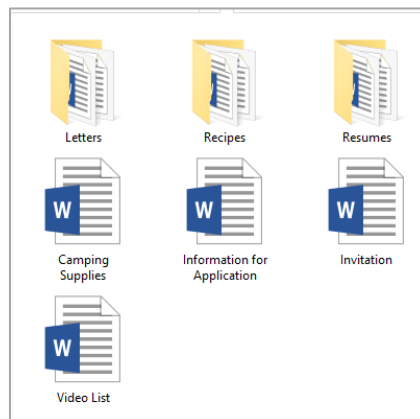 Letters
Recipes
Resumes
W
W
W
Camping
Supplies
Information for
Application
Invitation
W
Video List